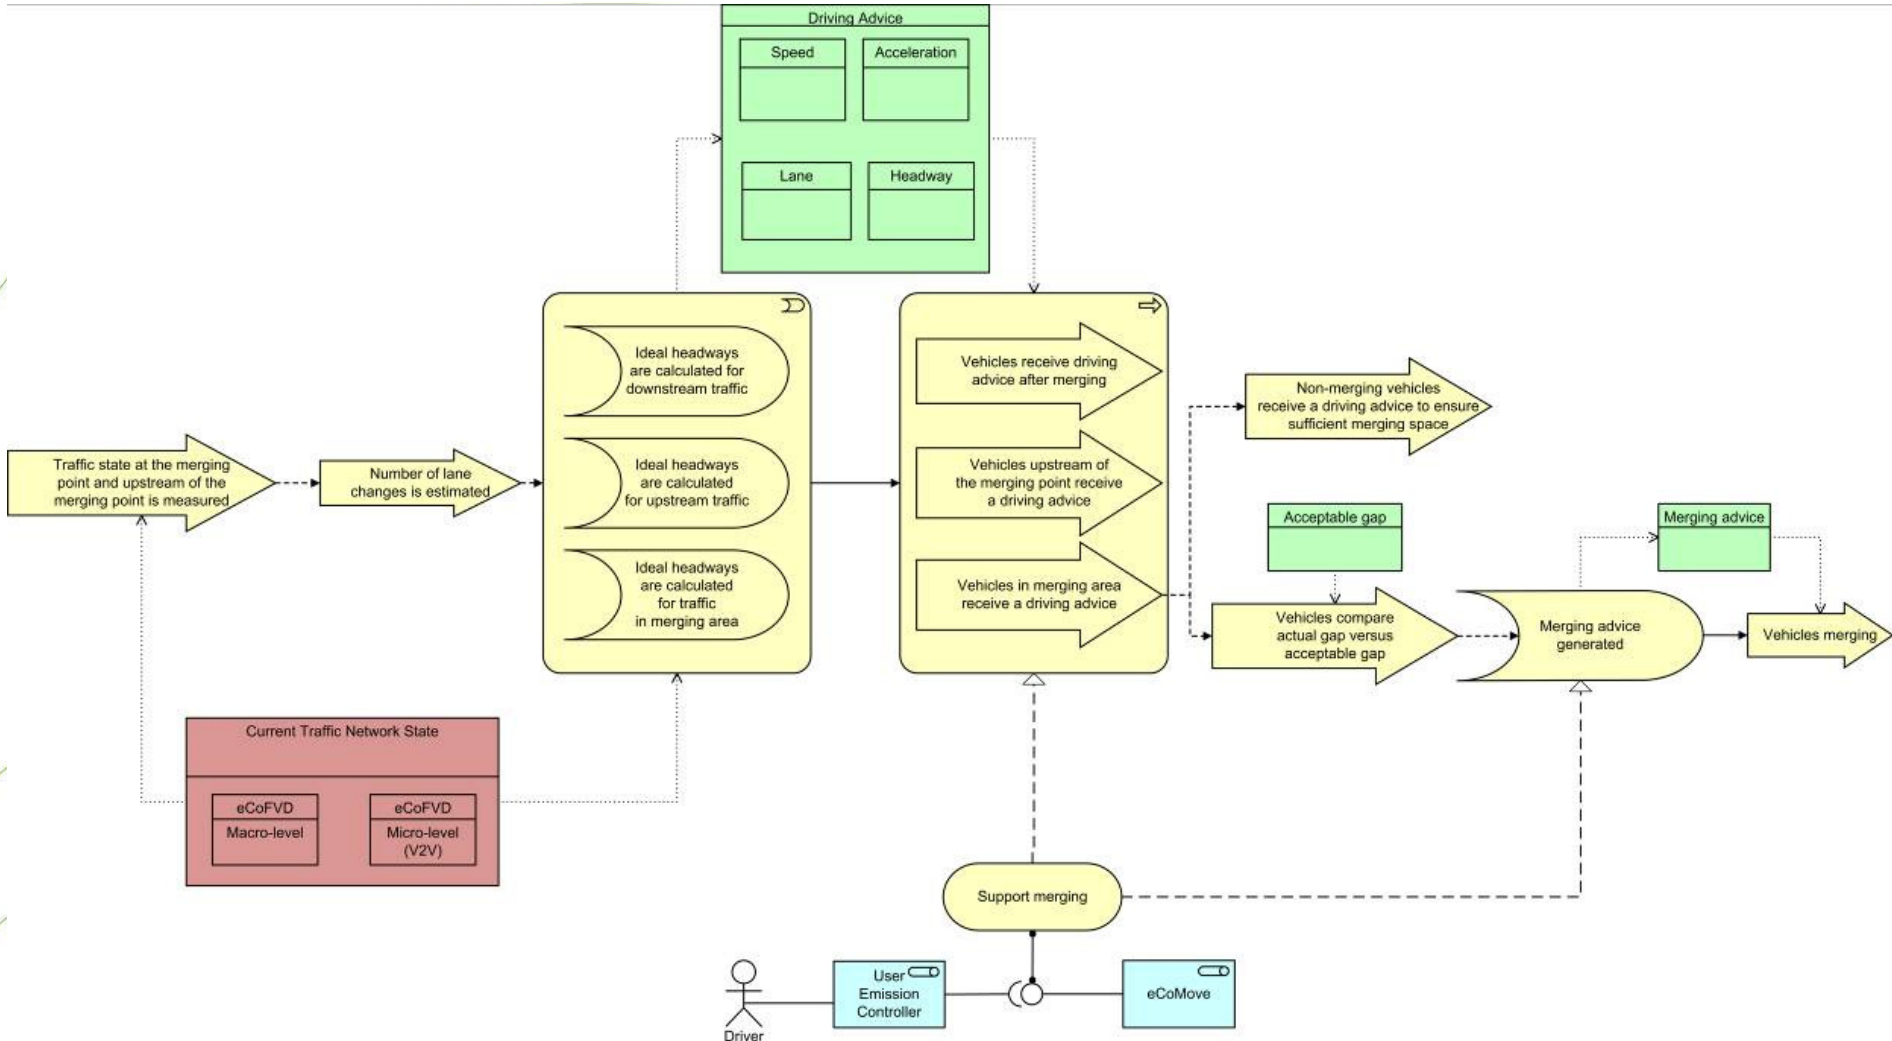 Driving Advice
Speed
Acceleration
Lane
Headway
Ideal headways
are calculated for
downstream traffic
Vehicles receive driving
advice after merging
Non-merging vehicles
receive a driving advice to ensure
sufficient merging space
Traffic state at the merging
point and upstream of the
merging point is measured
Number of lane
changes is estimated
Ideal headways
are calculated
for upstream traffic
Vehicles upstream of
the merging point receive
a driving advice
Acceptable gap
Merging advice
Ideal headways
are calculated
for traffic
in merging area
Vehicles in merging area
receive a driving advice
Vehicles compare
actual gap versus
acceptable gap
Merging advice
generated
Vehicles merging
Current Traffic Network State
eCoFVD
Macro-level
eCoFVD
Micro-level
(V2V)
Support merging
User
Emission
Controller
eCoMove
Driver